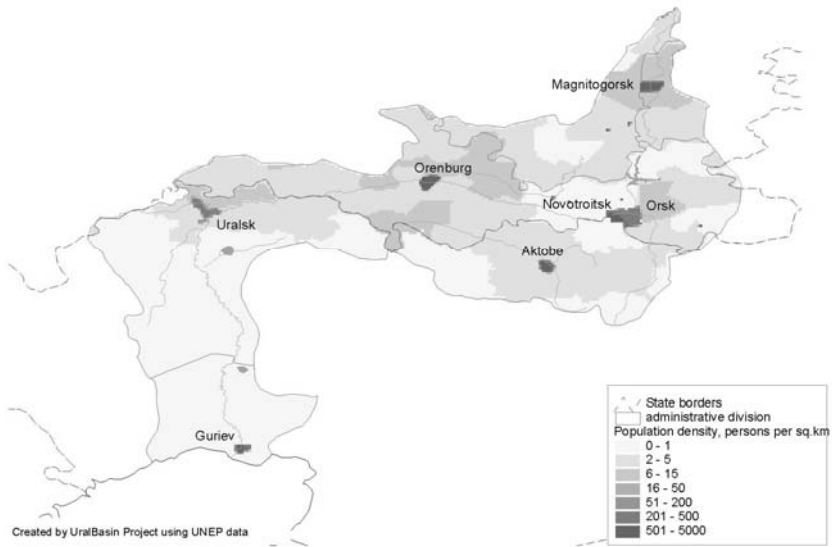 Magnitogorsk
Orenburg
Novotroitsk
Orsk
Uralsk
Aktobe
Guriev
State borders
administrative division
Population density, persons per sq.km
0 - 1
2 - 5
6 - 15
16 - 50
51 - 200
201 - 500
501 - 5000
Created by UralBasin Project using UNEP data